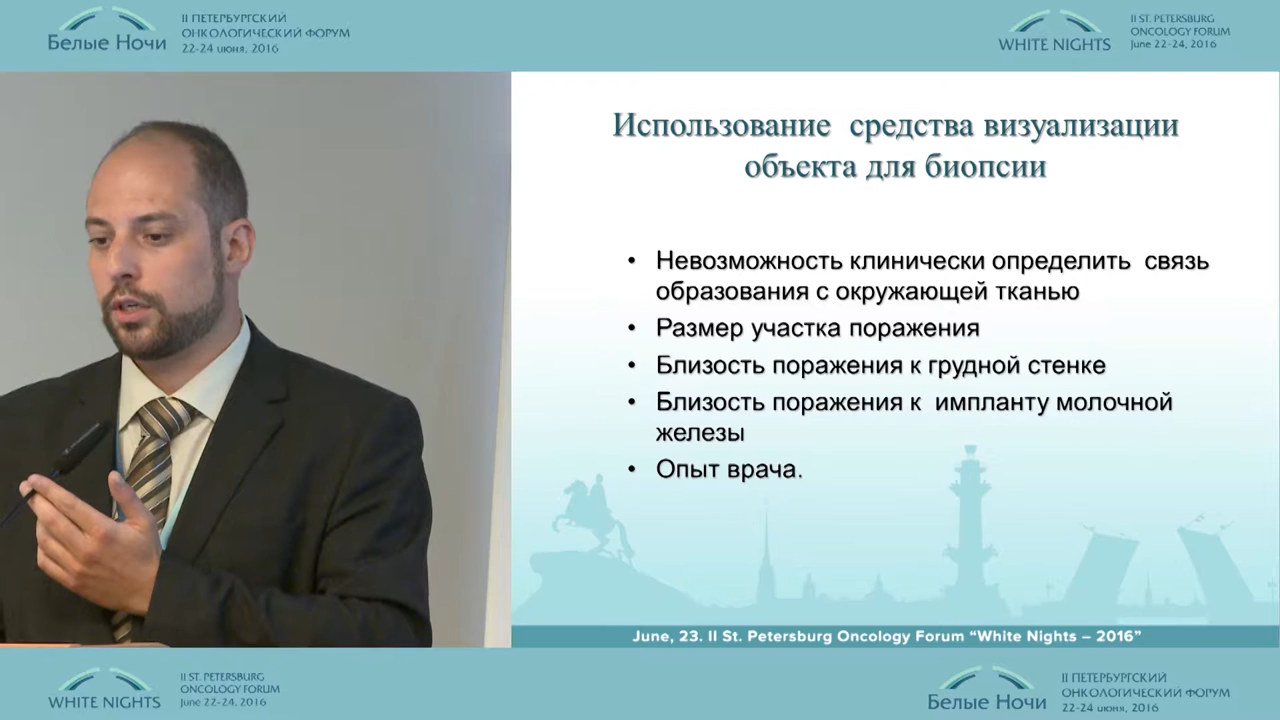 Белые Ночи
II ПЕТЕРБУРГСКИЙ
ОНКОЛОГИЧЕСКИЙ ФОРУМ
22-24 июня, 2016
WHITE NIGHTS
II ST. PETERSBURG
ONCOLOGY FORUM
June 22-24, 2016
Использование средства визуализации
объекта для биопсии
• Невозможность клинически определить связь
образования с окружающей тканью
• Размер участка поражения
• Близость поражения к грудной стенке
• Близость поражения к импланту молочной
железы
• Опыт врача.
June, 23. II St. Petersburg Oncology Forum “White Nights – 2016”
WHITE NIGHTS
II ST. PETERSBURG
ONCOLOGY FORUM
June 22-24, 2016
Белые Ночи
II ПЕТЕРБУРГСКИЙ
ОНКОЛОГИЧЕСКИЙ ФОРУМ
22-24 июня, 2016